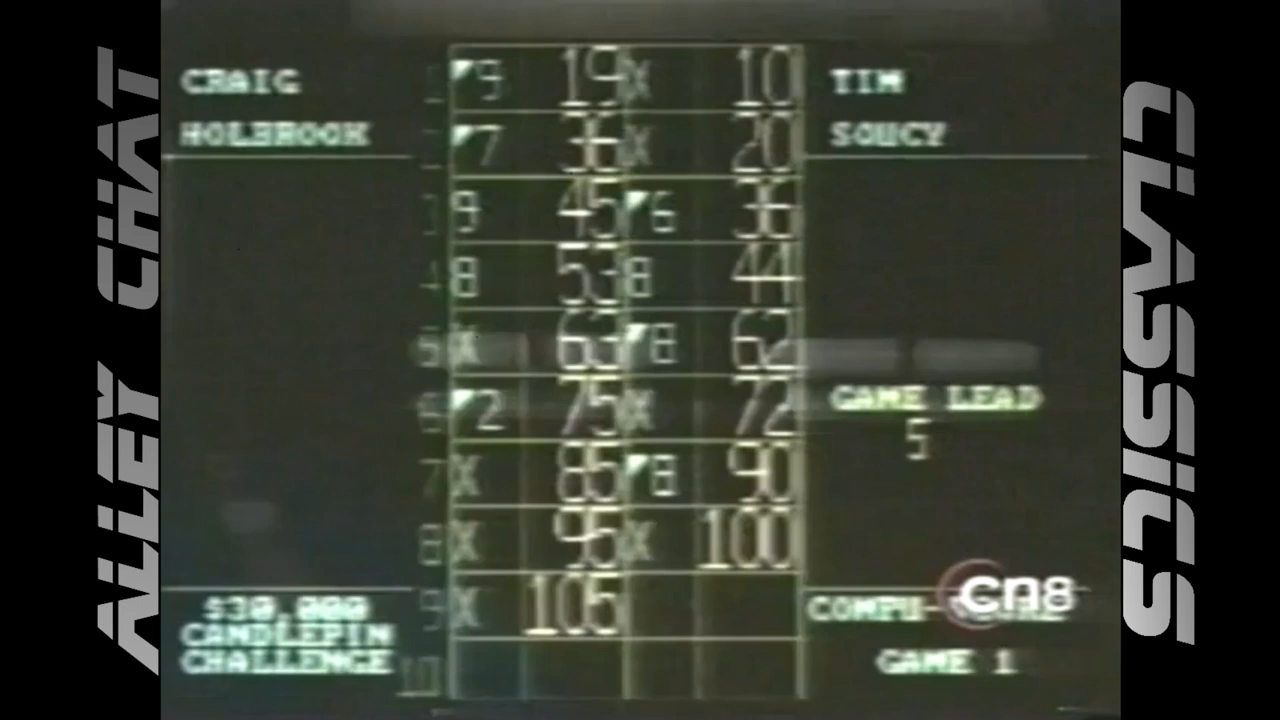 ALLEY CHAT
CLASSICS
CRAIG
HOLBROOK
TIM
SOUCY
1 9 19 X 10
2 7 36 X 20
3 9 45 6 36
4 8 53 8 44
5 X 63 8 62
6 2 75 X 72
7 X 85 8 90
8 X 95 X 100
9 X 105
10
GAME LEAD
5
$30,000
CANDLEPIN
CHALLENGE
cn8
GAME 1